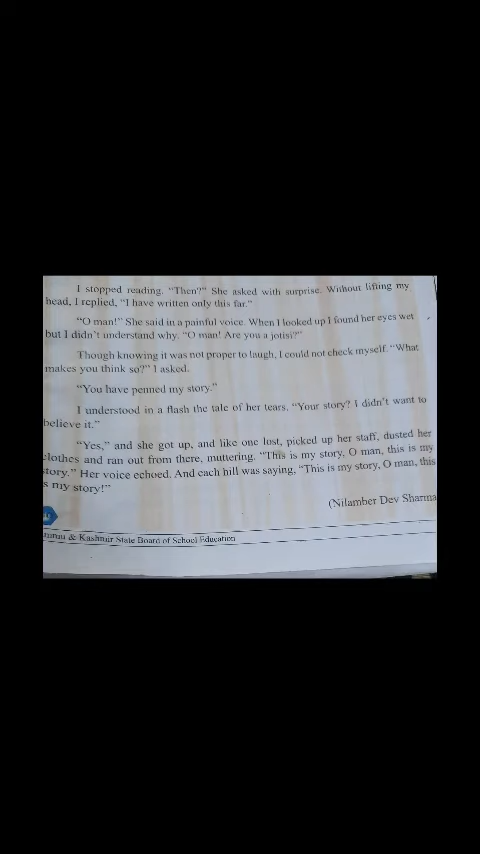 I stopped reading. "Then?" She asked with surprise. Without lifting my
head, I replied, "I have written only this far."
"O man!" She said in a painful voice. When I looked up I found her eyes wet
but I didn't understand why. "O man! Are you a jotisi?"
Though knowing it was not proper to laugh, I could not check myself. "What
makes you think so?" I asked.
"You have penned my story."
I understood in a flash the tale of her tears. "Your story? I didn't want to
believe it."
"Yes," and she got up, and like one lost, picked up her staff, dusted her
clothes and ran out from there, muttering. "This is my story, O man, this is my
tory." Her voice echoed. And each hill was saying, "This is my story, O man, this
s my story!"
(Nilamber Dev Sharma
& Kashmir State Board of School Education